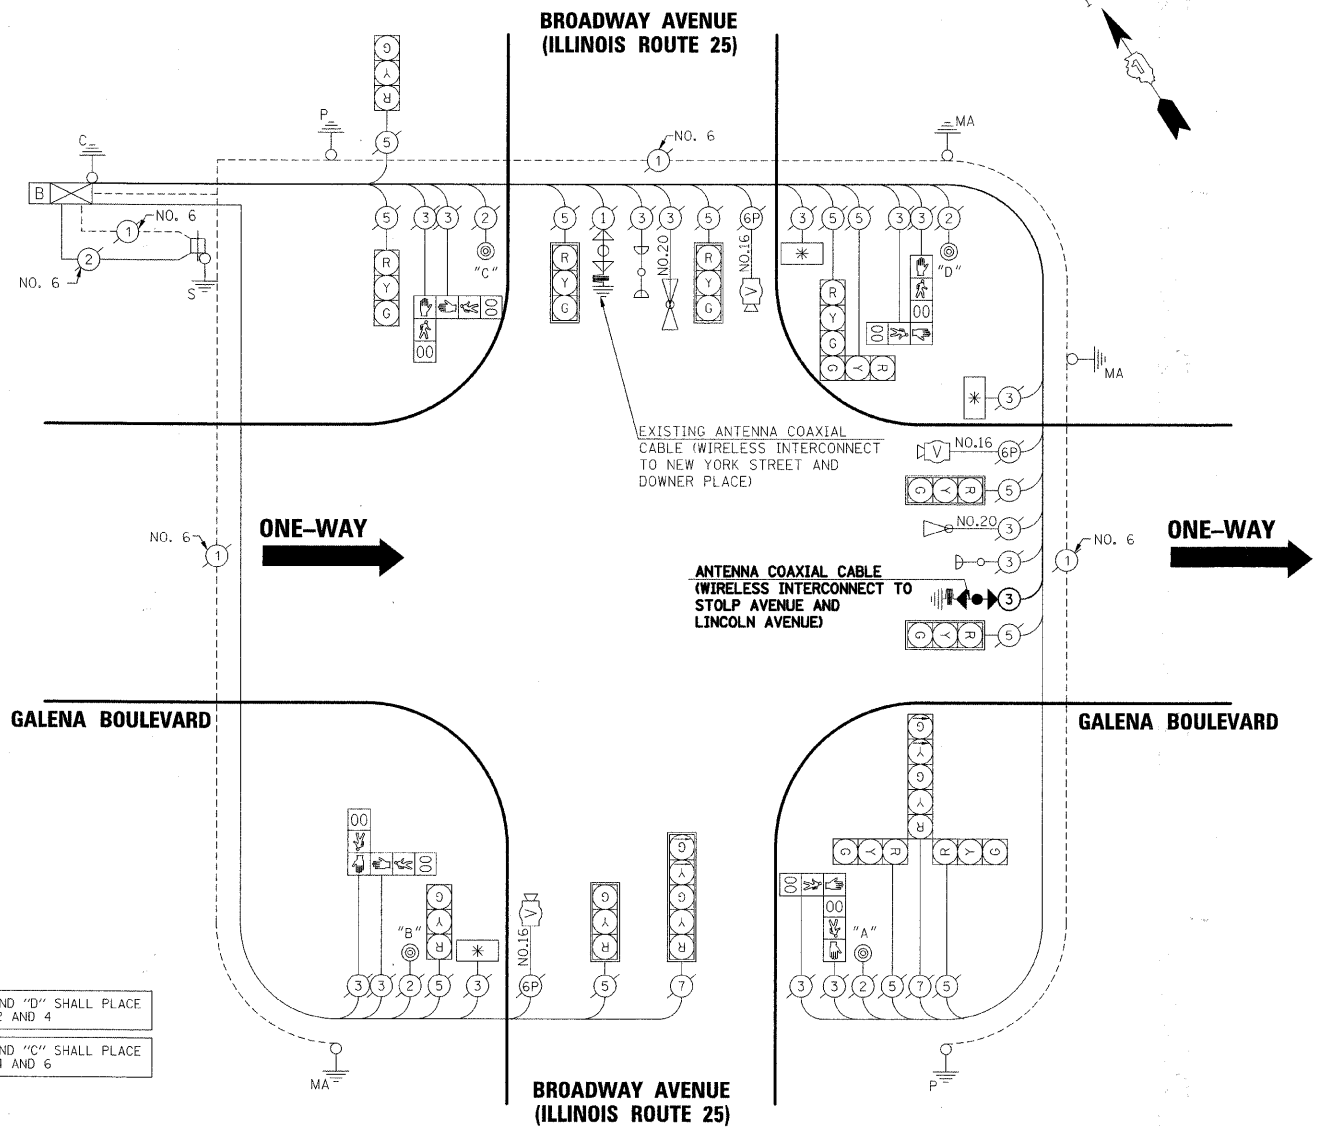 BROADWAY AVENUE
(ILLINOIS ROUTE 25)
G
Y
R
P
5
NO. 6
1
MA
C
B
NO. 6
1
2
NO. 6
S
5 3 3 2 5 1 3 3 5 6P 3 5 5 3 3 2
NO.20
NO.16
*
"C"
"D"
R
Y
G
R
Y
G
R
Y
G
R
Y
G
G Y R
00
00
00
00
V
MA
* 3
EXISTING ANTENNA COAXIAL
CABLE (WIRELESS INTERCONNECT
TO NEW YORK STREET AND
DOWNER PLACE)
V NO.16 6P
G Y R 5
NO.20 3
3
ONE-WAY
ONE-WAY
NO. 6
1
1
NO. 6
ANTENNA COAXIAL CABLE
(WIRELESS INTERCONNECT TO
STOLP AVENUE AND
LINCOLN AVENUE)
3
G Y R 5
GALENA BOULEVARD
GALENA BOULEVARD
G
Y
G
Y
R
G Y R
R Y G
00
00
"B"
G
Y
R
*
V
NO.16
G
Y
R
G
Y
G
Y
R
00
00
"A"
3 3 2 5 3 6P 5 7 3 3 2 5 7 5
ND "D" SHALL PLACE
2 AND 4
ND "C" SHALL PLACE
AND 6
MA
P
BROADWAY AVENUE
(ILLINOIS ROUTE 25)